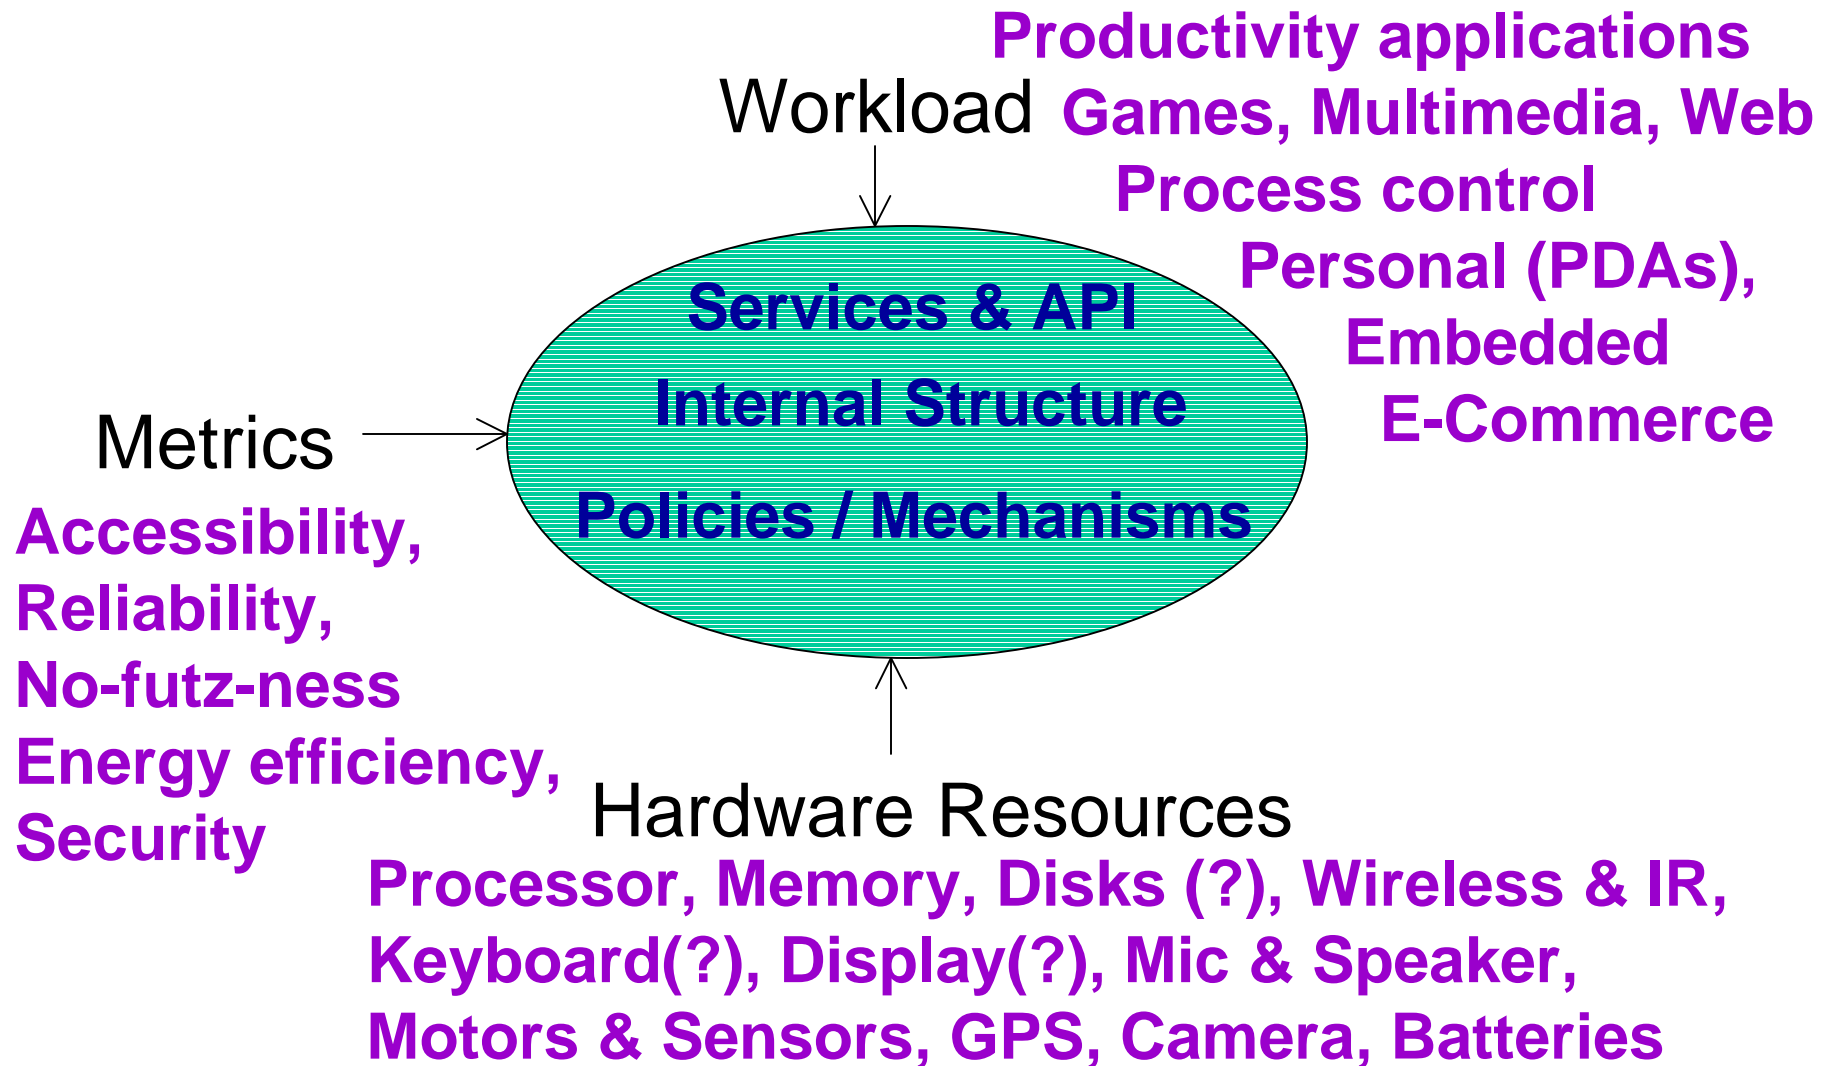 Productivity applications
Workload
Games, Multimedia, Web
Process control
Personal (PDAs),
Embedded
E-Commerce
Services & API
Internal Structure
Policies / Mechanisms
Metrics
Accessibility,
Reliability,
No-futz-ness
Energy efficiency,
Security
Hardware Resources
Processor, Memory, Disks (?), Wireless & IR,
Keyboard(?), Display(?), Mic & Speaker,
Motors & Sensors, GPS, Camera, Batteries